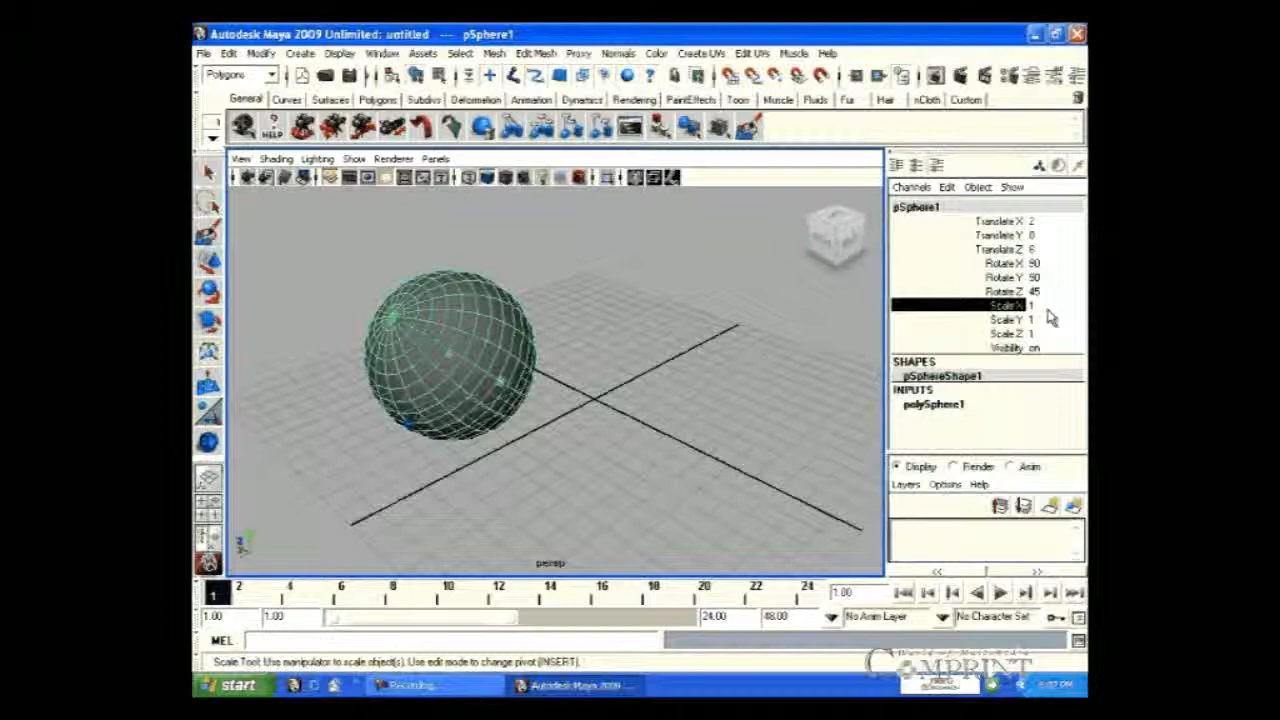 Autodesk Maya 2009 Unlimited: untitled --- pSphere1
File Edit Modify Create Display Window Assets Select Mesh Edit Mesh Proxy Normals Color Create UVs Edit UVs Muscle Help
Polygons
General Curves Surfaces Polygons Subdivs Deformation Animation Dynamics Rendering PaintEffects Toon Muscle Fluids Fur Hair nCloth Custom
HELP
View Shading Lighting Show Renderer Panels
Channels Edit Object Show
pSphere1
Translate X 2
Translate Y 0
Translate Z 6
Rotate X 90
Rotate Y 90
Rotate Z 45
Scale X 1
Scale Y 1
Scale Z 1
Visibility on
SHAPES
pSphereShape1
INPUTS
polySphere1
Display Render Anim
Layers Options Help
persp
1 2 4 6 8 10 12 14 16 18 20 22 24 1.00
1.00 1.00 24.00 48.00 No Anim Layer No Character Set
MEL
Scale Tool: Use manipulator to scale object(s). Use edit mode to change pivot (INSERT).
COMPRINT
start Recording... Autodesk Maya 2009 ...